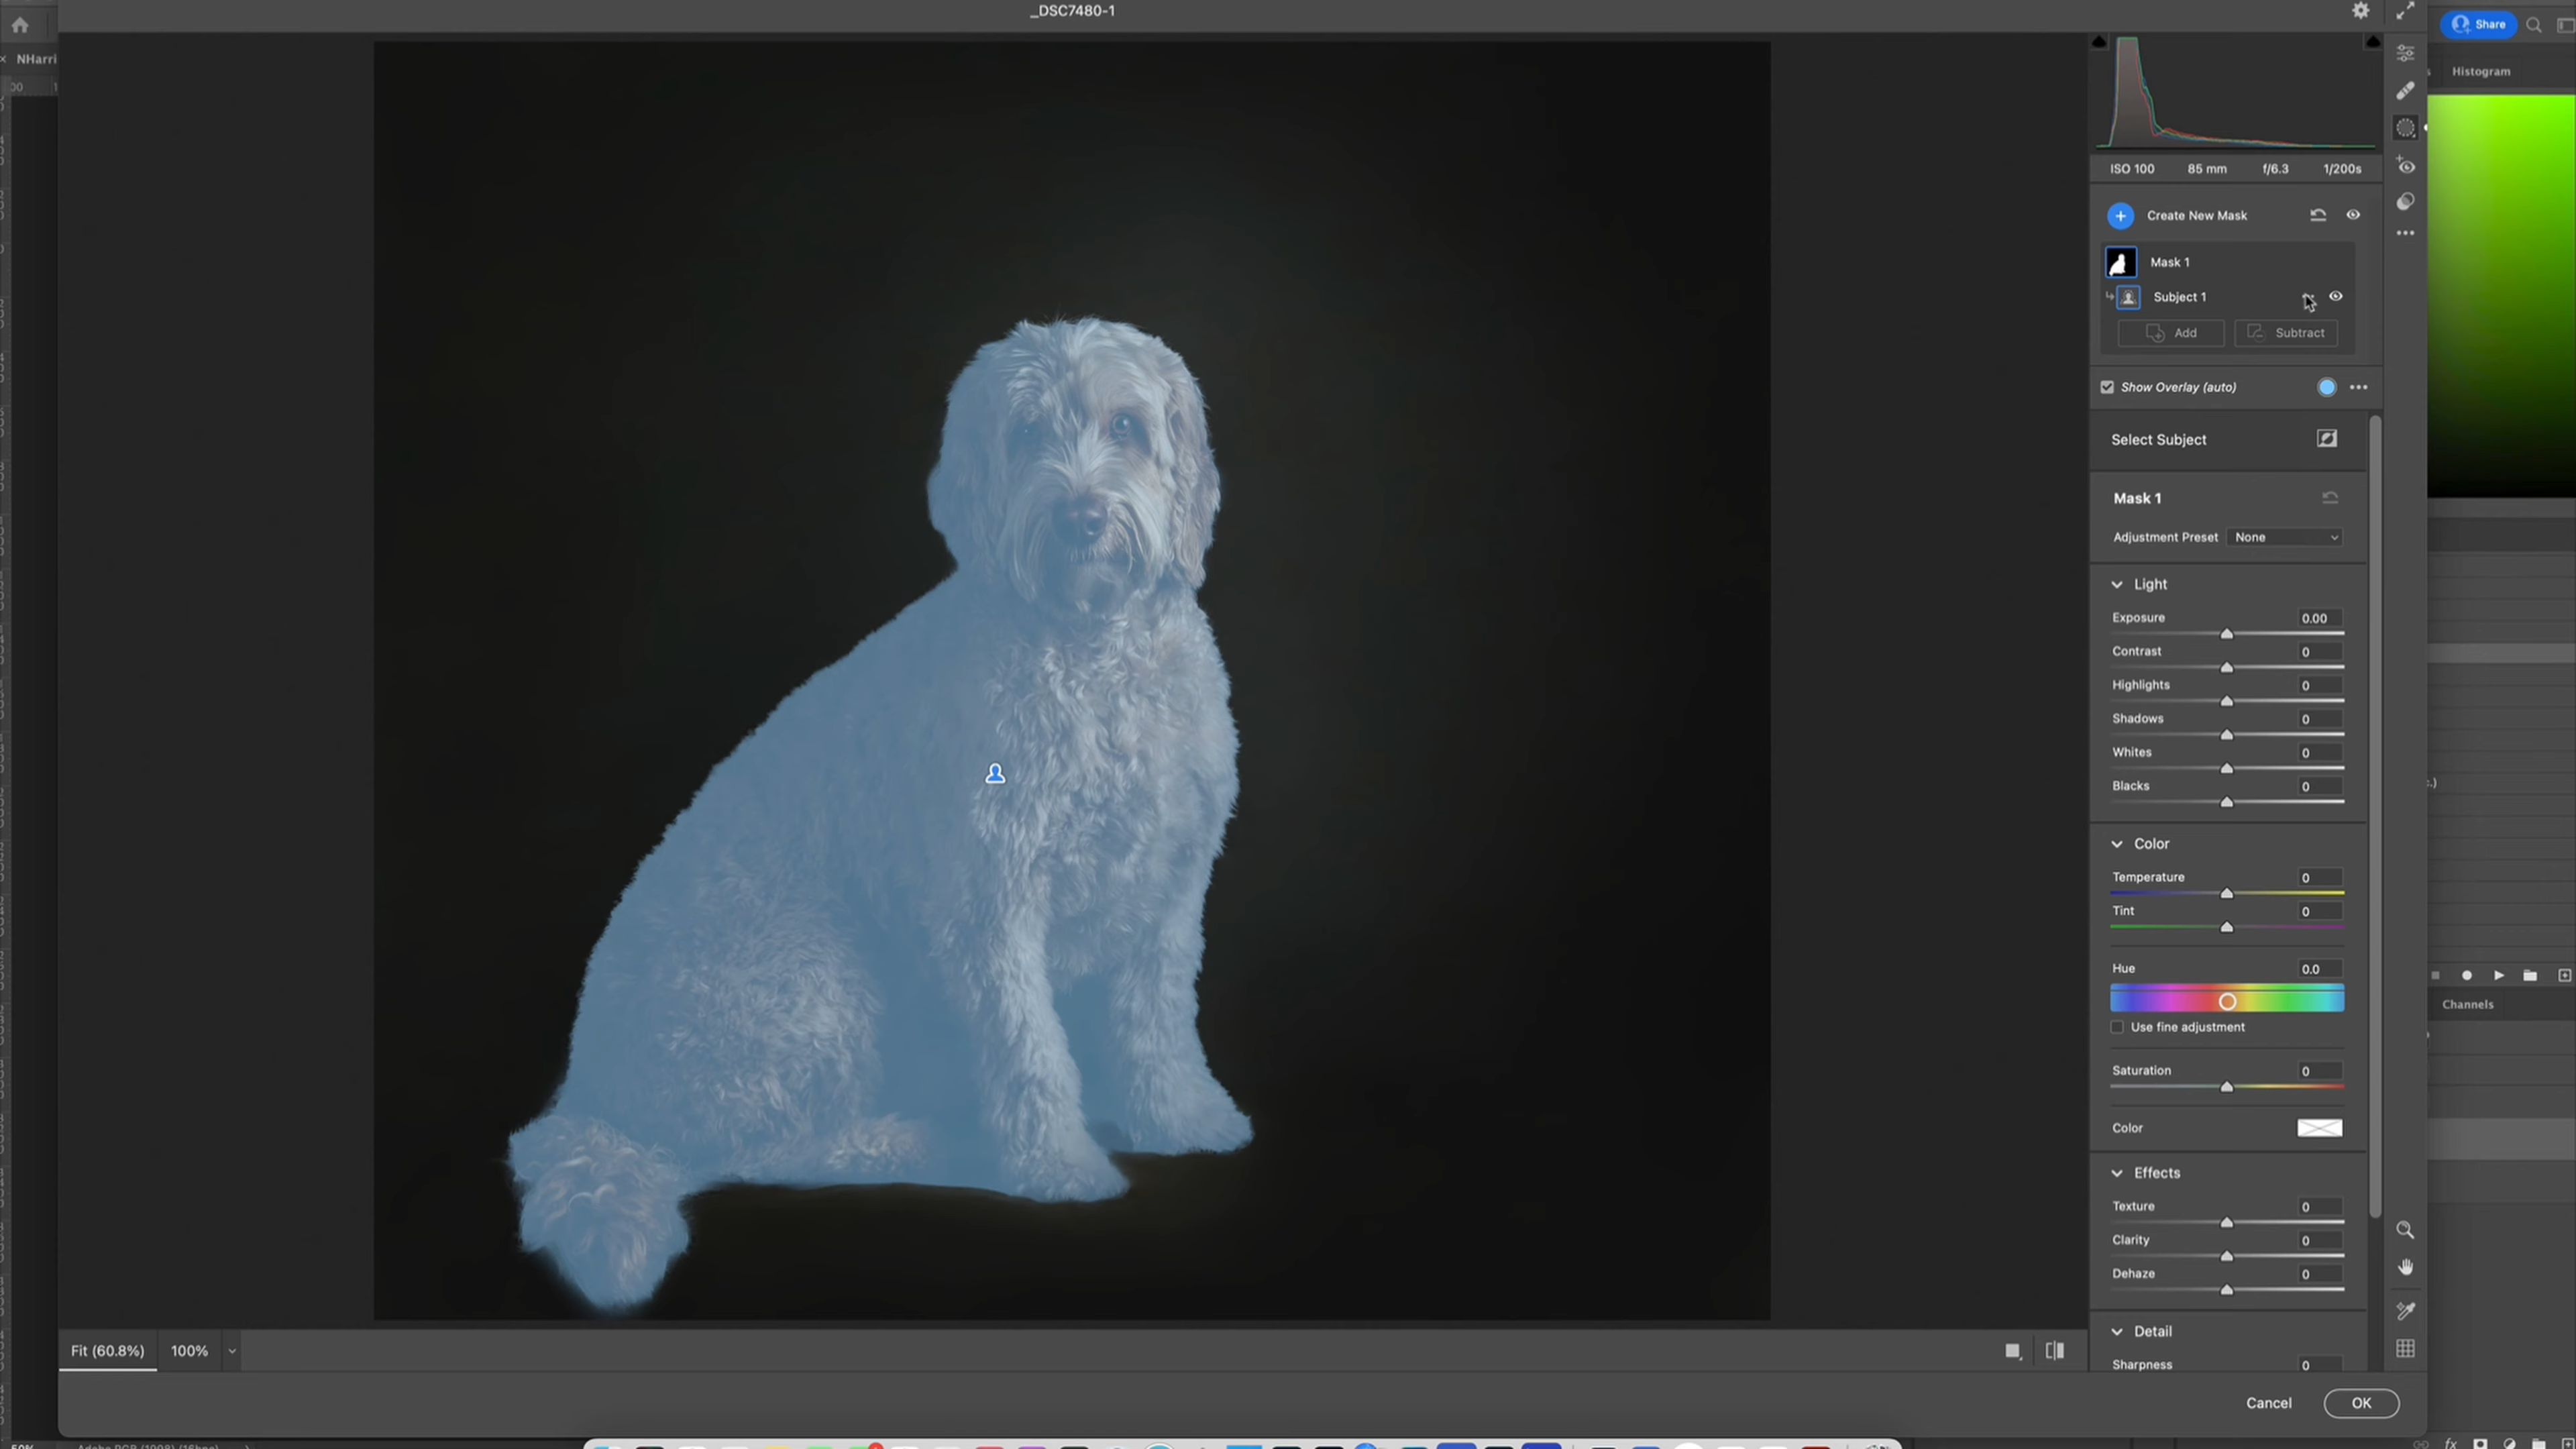 _DSC7480-1
Share
NHarri
Histogram
ISO 100 85 mm f/6.3 1/200s
Create New Mask
Mask 1
Subject 1
Add Subtract
Show Overlay (auto)
Select Subject
Mask 1
Adjustment Preset None
Light
Exposure 0.00
Contrast 0
Highlights 0
Shadows 0
Whites 0
Blacks 0
Color
Temperature 0
Tint 0
Hue 0.0
Use fine adjustment
Saturation 0
Color
Effects
Texture 0
Clarity 0
Dehaze 0
Detail
Sharpness 0
Channels
Fit (60.8%) 100%
Cancel OK